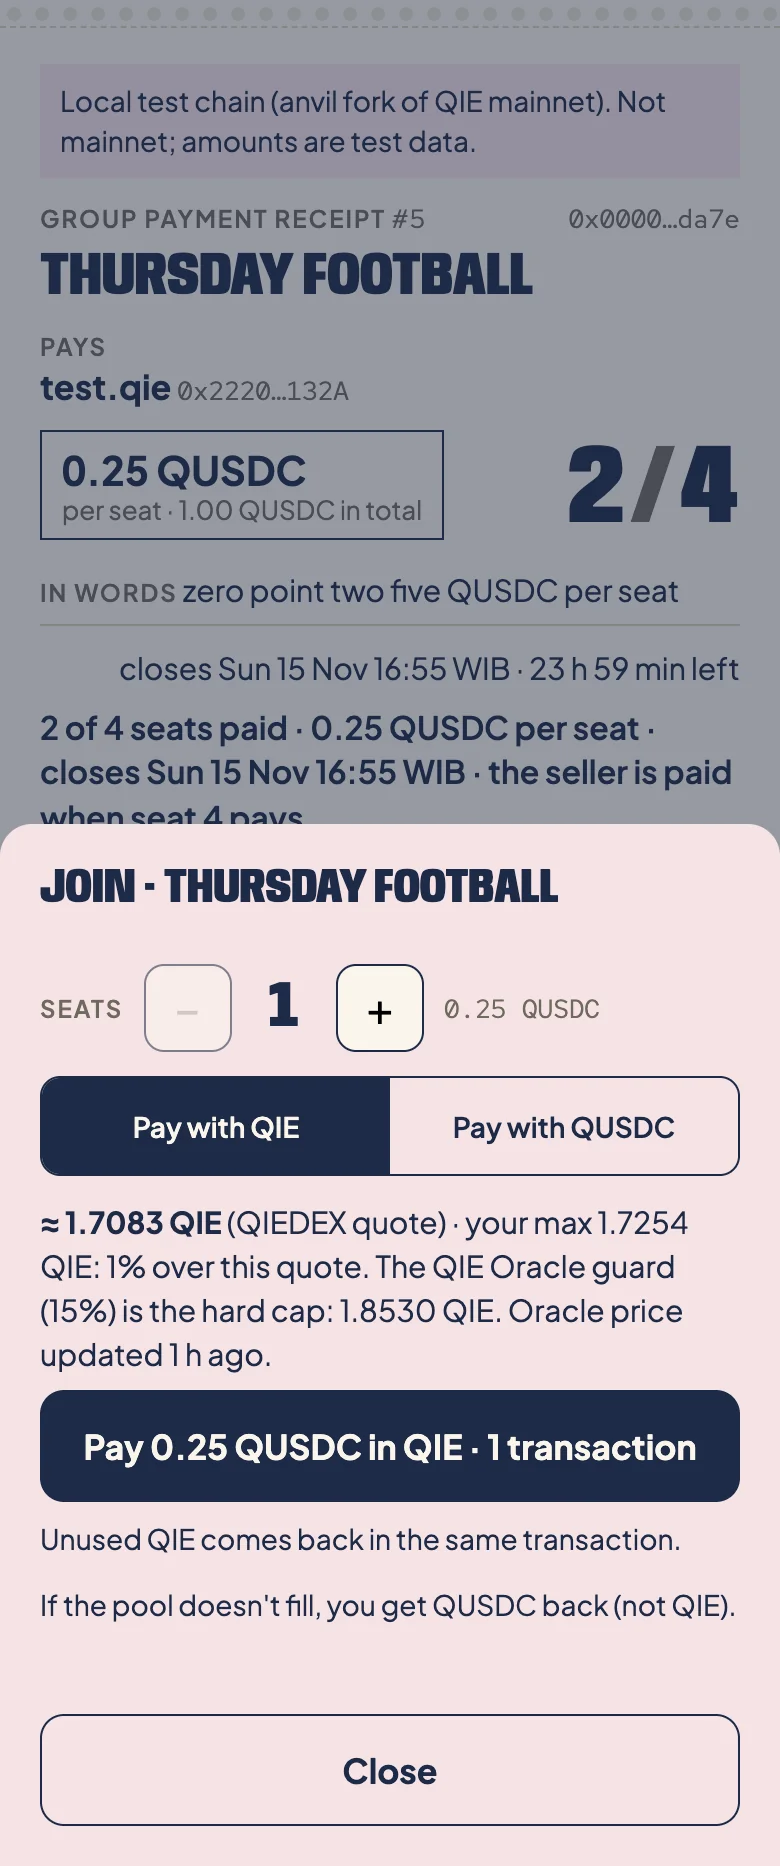 Local test chain (anvil fork of QIE mainnet). Not
mainnet; amounts are test data.
GROUP PAYMENT RECEIPT #5 0x0000…da7e
THURSDAY FOOTBALL
PAYS
test.qie 0x2220…132A
0.25 QUSDC
per seat · 1.00 QUSDC in total
2/4
IN WORDS zero point two five QUSDC per seat
closes Sun 15 Nov 16:55 WIB · 23 h 59 min left
2 of 4 seats paid · 0.25 QUSDC per seat ·
closes Sun 15 Nov 16:55 WIB · the seller is paid
when seat 4 pays
JOIN · THURSDAY FOOTBALL
SEATS − 1 + 0.25 QUSDC
Pay with QIE Pay with QUSDC
≈ 1.7083 QIE (QIEDEX quote) · your max 1.7254
QIE: 1% over this quote. The QIE Oracle guard
(15%) is the hard cap: 1.8530 QIE. Oracle price
updated 1 h ago.
Pay 0.25 QUSDC in QIE · 1 transaction
Unused QIE comes back in the same transaction.
If the pool doesn't fill, you get QUSDC back (not QIE).
Close